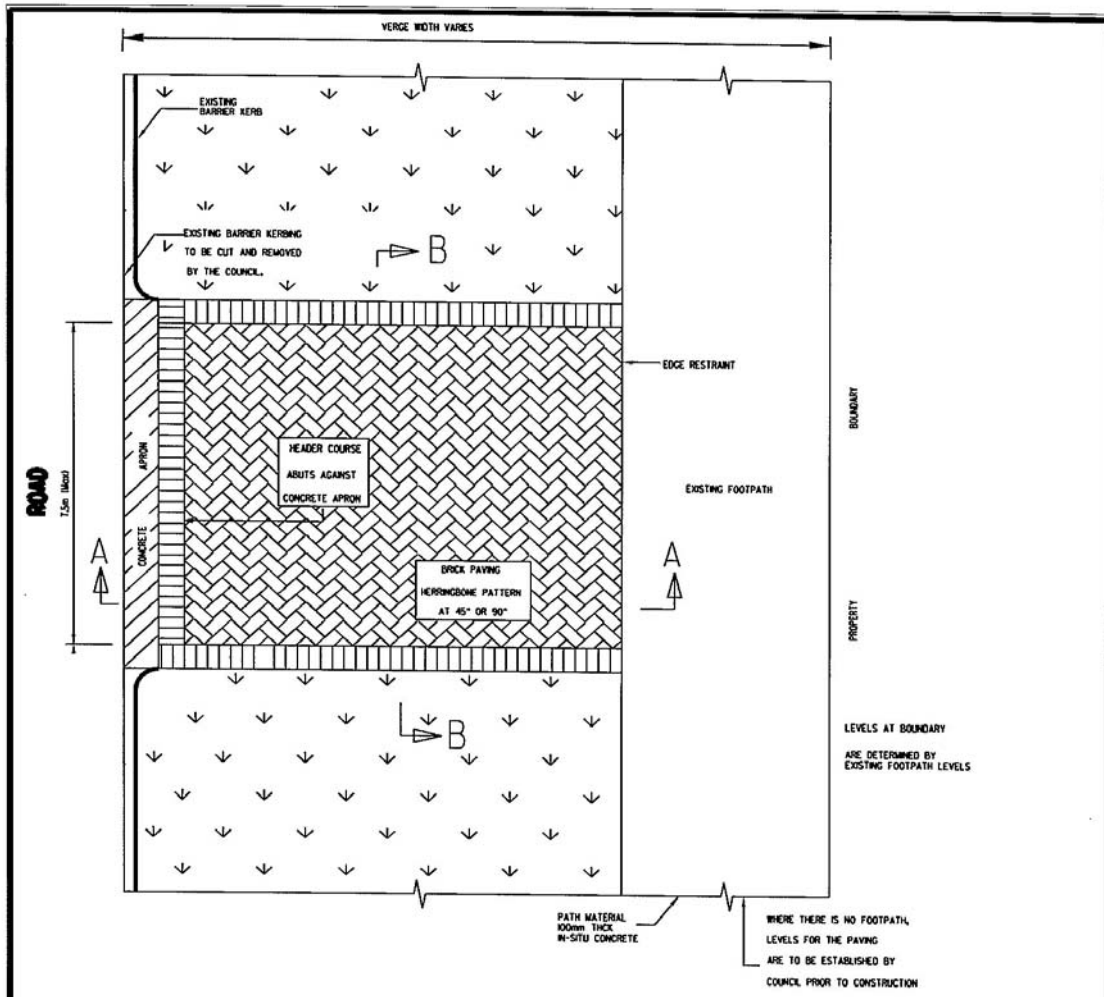 VERGE WIDTH VARIES
EXISTING
BARRIER KERB
EXISTING BARRIER KERBING
TO BE CUT AND REMOVED
BY THE COUNCIL.
B
EDGE RESTRAINT
HEADER COURSE
ABUTS AGAINST
CONCRETE APRON
EXISTING FOOTPATH
BOUNDARY
PROPERTY
ROAD
7.5m (Max)
CONCRETE APRON
A
A
BRICK PAVING
HERRINGBONE PATTERN
AT 45° OR 90°
B
LEVELS AT BOUNDARY
ARE DETERMINED BY
EXISTING FOOTPATH LEVELS
PATH MATERIAL
100mm THCK
IN-SITU CONCRETE
WHERE THERE IS NO FOOTPATH,
LEVELS FOR THE PAVING
ARE TO BE ESTABLISHED BY
COUNCIL PRIOR TO CONSTRUCTION